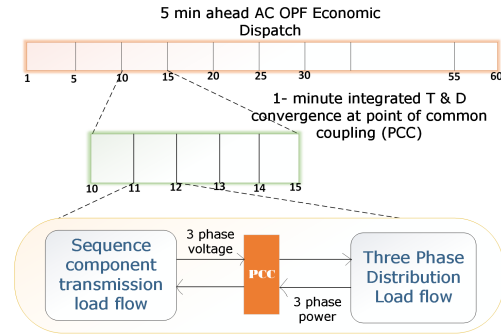 5 min ahead AC OPF Economic
Dispatch
1 5 10 15 20 25 30 55 60
1- minute integrated T & D
convergence at point of common
coupling (PCC)
10 11 12 13 14 15
Sequence
component
transmission
load flow
3 phase
voltage
PCC
3 phase
power
Three Phase
Distribution
Load flow